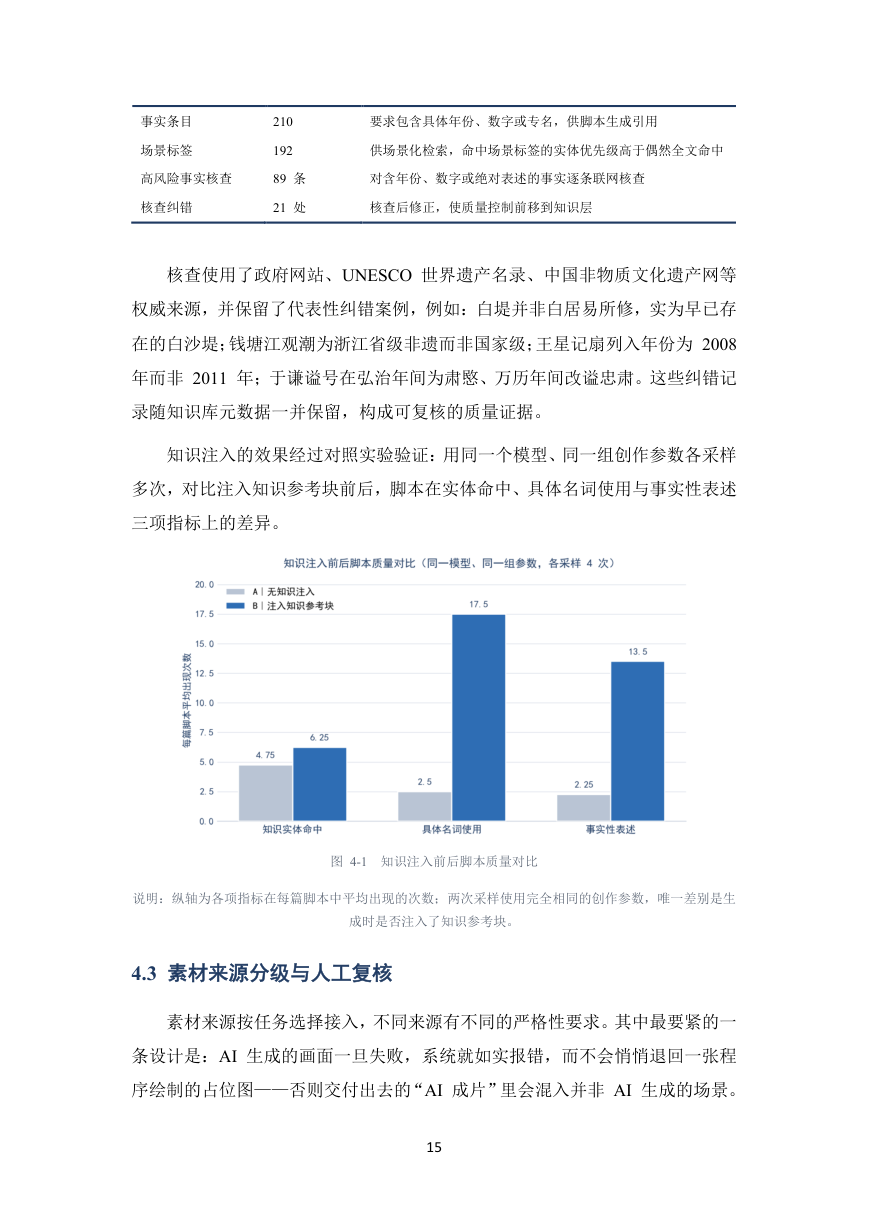 事实条目 210 要求包含具体年份、数字或专名，供脚本生成引用
场景标签 192 供场景化检索，命中场景标签的实体优先级高于偶然全文命中
高风险事实核查 89 条 对含年份、数字或绝对表述的事实逐条联网核查
核查纠错 21 处 核查后修正，使质量控制前移到知识层
核查使用了政府网站、UNESCO 世界遗产名录、中国非物质文化遗产网等
权威来源，并保留了代表性纠错案例，例如：白堤并非白居易所修，实为早已存
在的白沙堤；钱塘江观潮为浙江省级非遗而非国家级；王星记扇列入年份为 2008
年而非 2011 年；于谦谥号在弘治年间为肃愍、万历年间改谥忠肃。这些纠错记
录随知识库元数据一并保留，构成可复核的质量证据。
知识注入的效果经过对照实验验证：用同一个模型、同一组创作参数各采样
多次，对比注入知识参考块前后，脚本在实体命中、具体名词使用与事实性表述
三项指标上的差异。
知识注入前后脚本质量对比（同一模型、同一组参数，各采样 4 次）
每篇脚本平均出现次数
20.0
17.5
15.0
12.5
10.0
7.5
5.0
2.5
0.0
A｜无知识注入
B｜注入知识参考块
4.75
6.25
2.5
17.5
2.25
13.5
知识实体命中 具体名词使用 事实性表述
图 4-1 知识注入前后脚本质量对比
说明：纵轴为各项指标在每篇脚本中平均出现的次数；两次采样使用完全相同的创作参数，唯一差别是生
成时是否注入了知识参考块。
4.3 素材来源分级与人工复核
素材来源按任务选择接入，不同来源有不同的严格性要求。其中最要紧的一
条设计是：AI 生成的画面一旦失败，系统就如实报错，而不会悄悄退回一张程
序绘制的占位图——否则交付出去的“AI 成片”里会混入并非 AI 生成的场景。
15